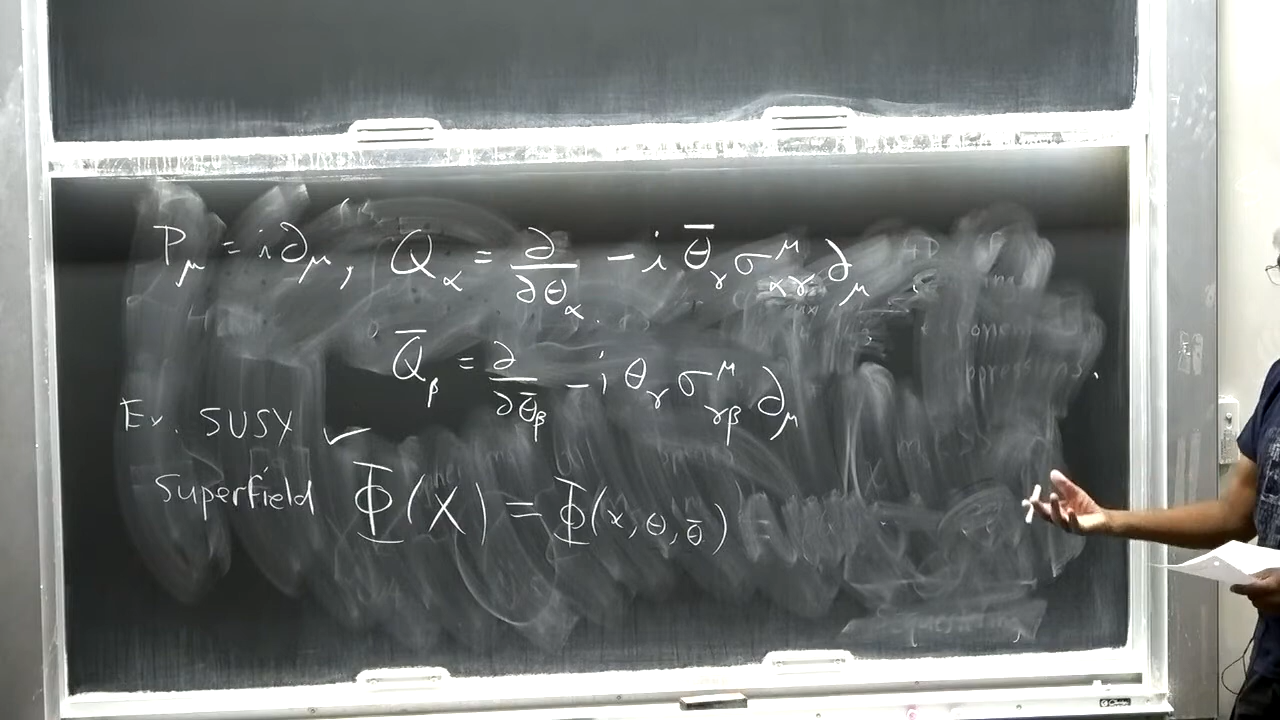 P_μ = i∂_μ, Q_α = ∂/∂θ_α - i θ̄_γ σ^μ_αγ ∂_μ
Q̄_β = ∂/∂θ̄_β - i θ_γ σ^μ_γβ ∂_μ
Ex. SUSY ✓
Superfield Φ(X) = Φ(x, θ, θ̄) =